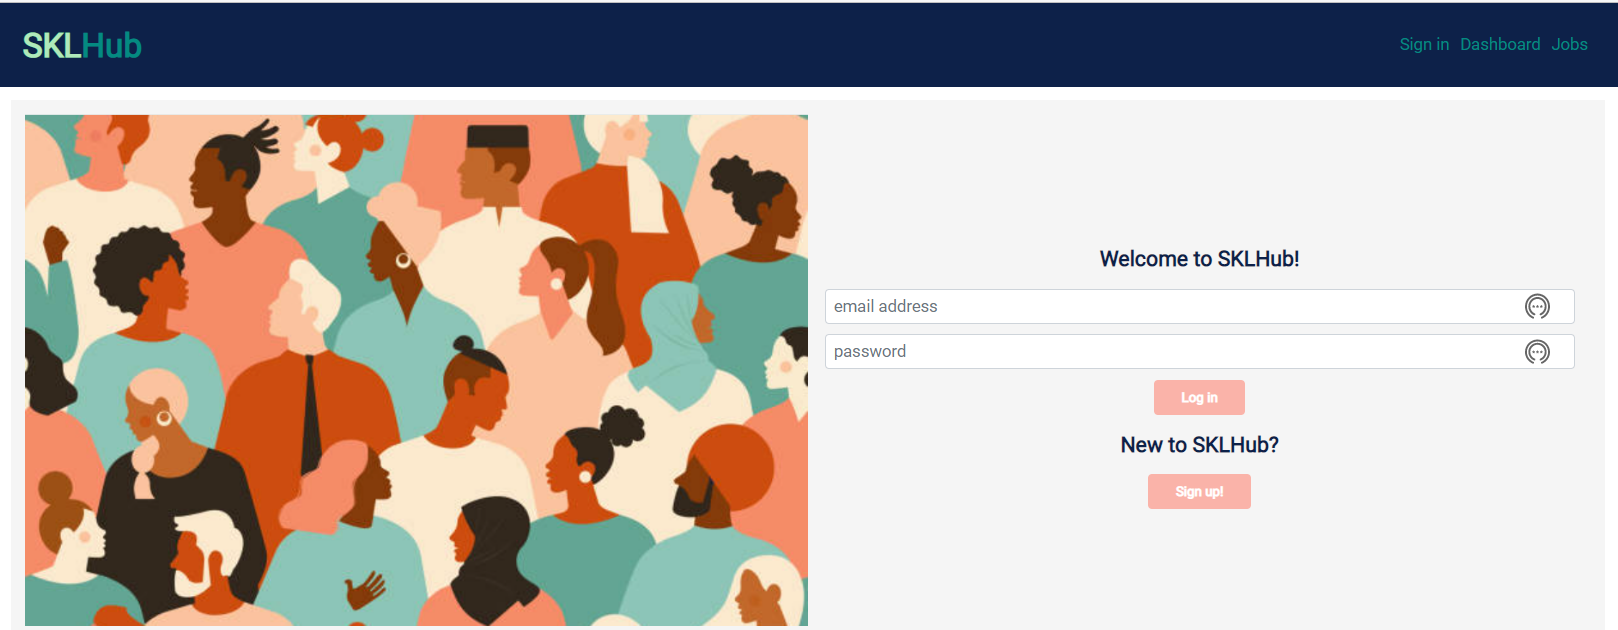 SKLHub
Sign in Dashboard Jobs
Welcome to SKLHub!
email address
password
Log in
New to SKLHub?
Sign up!